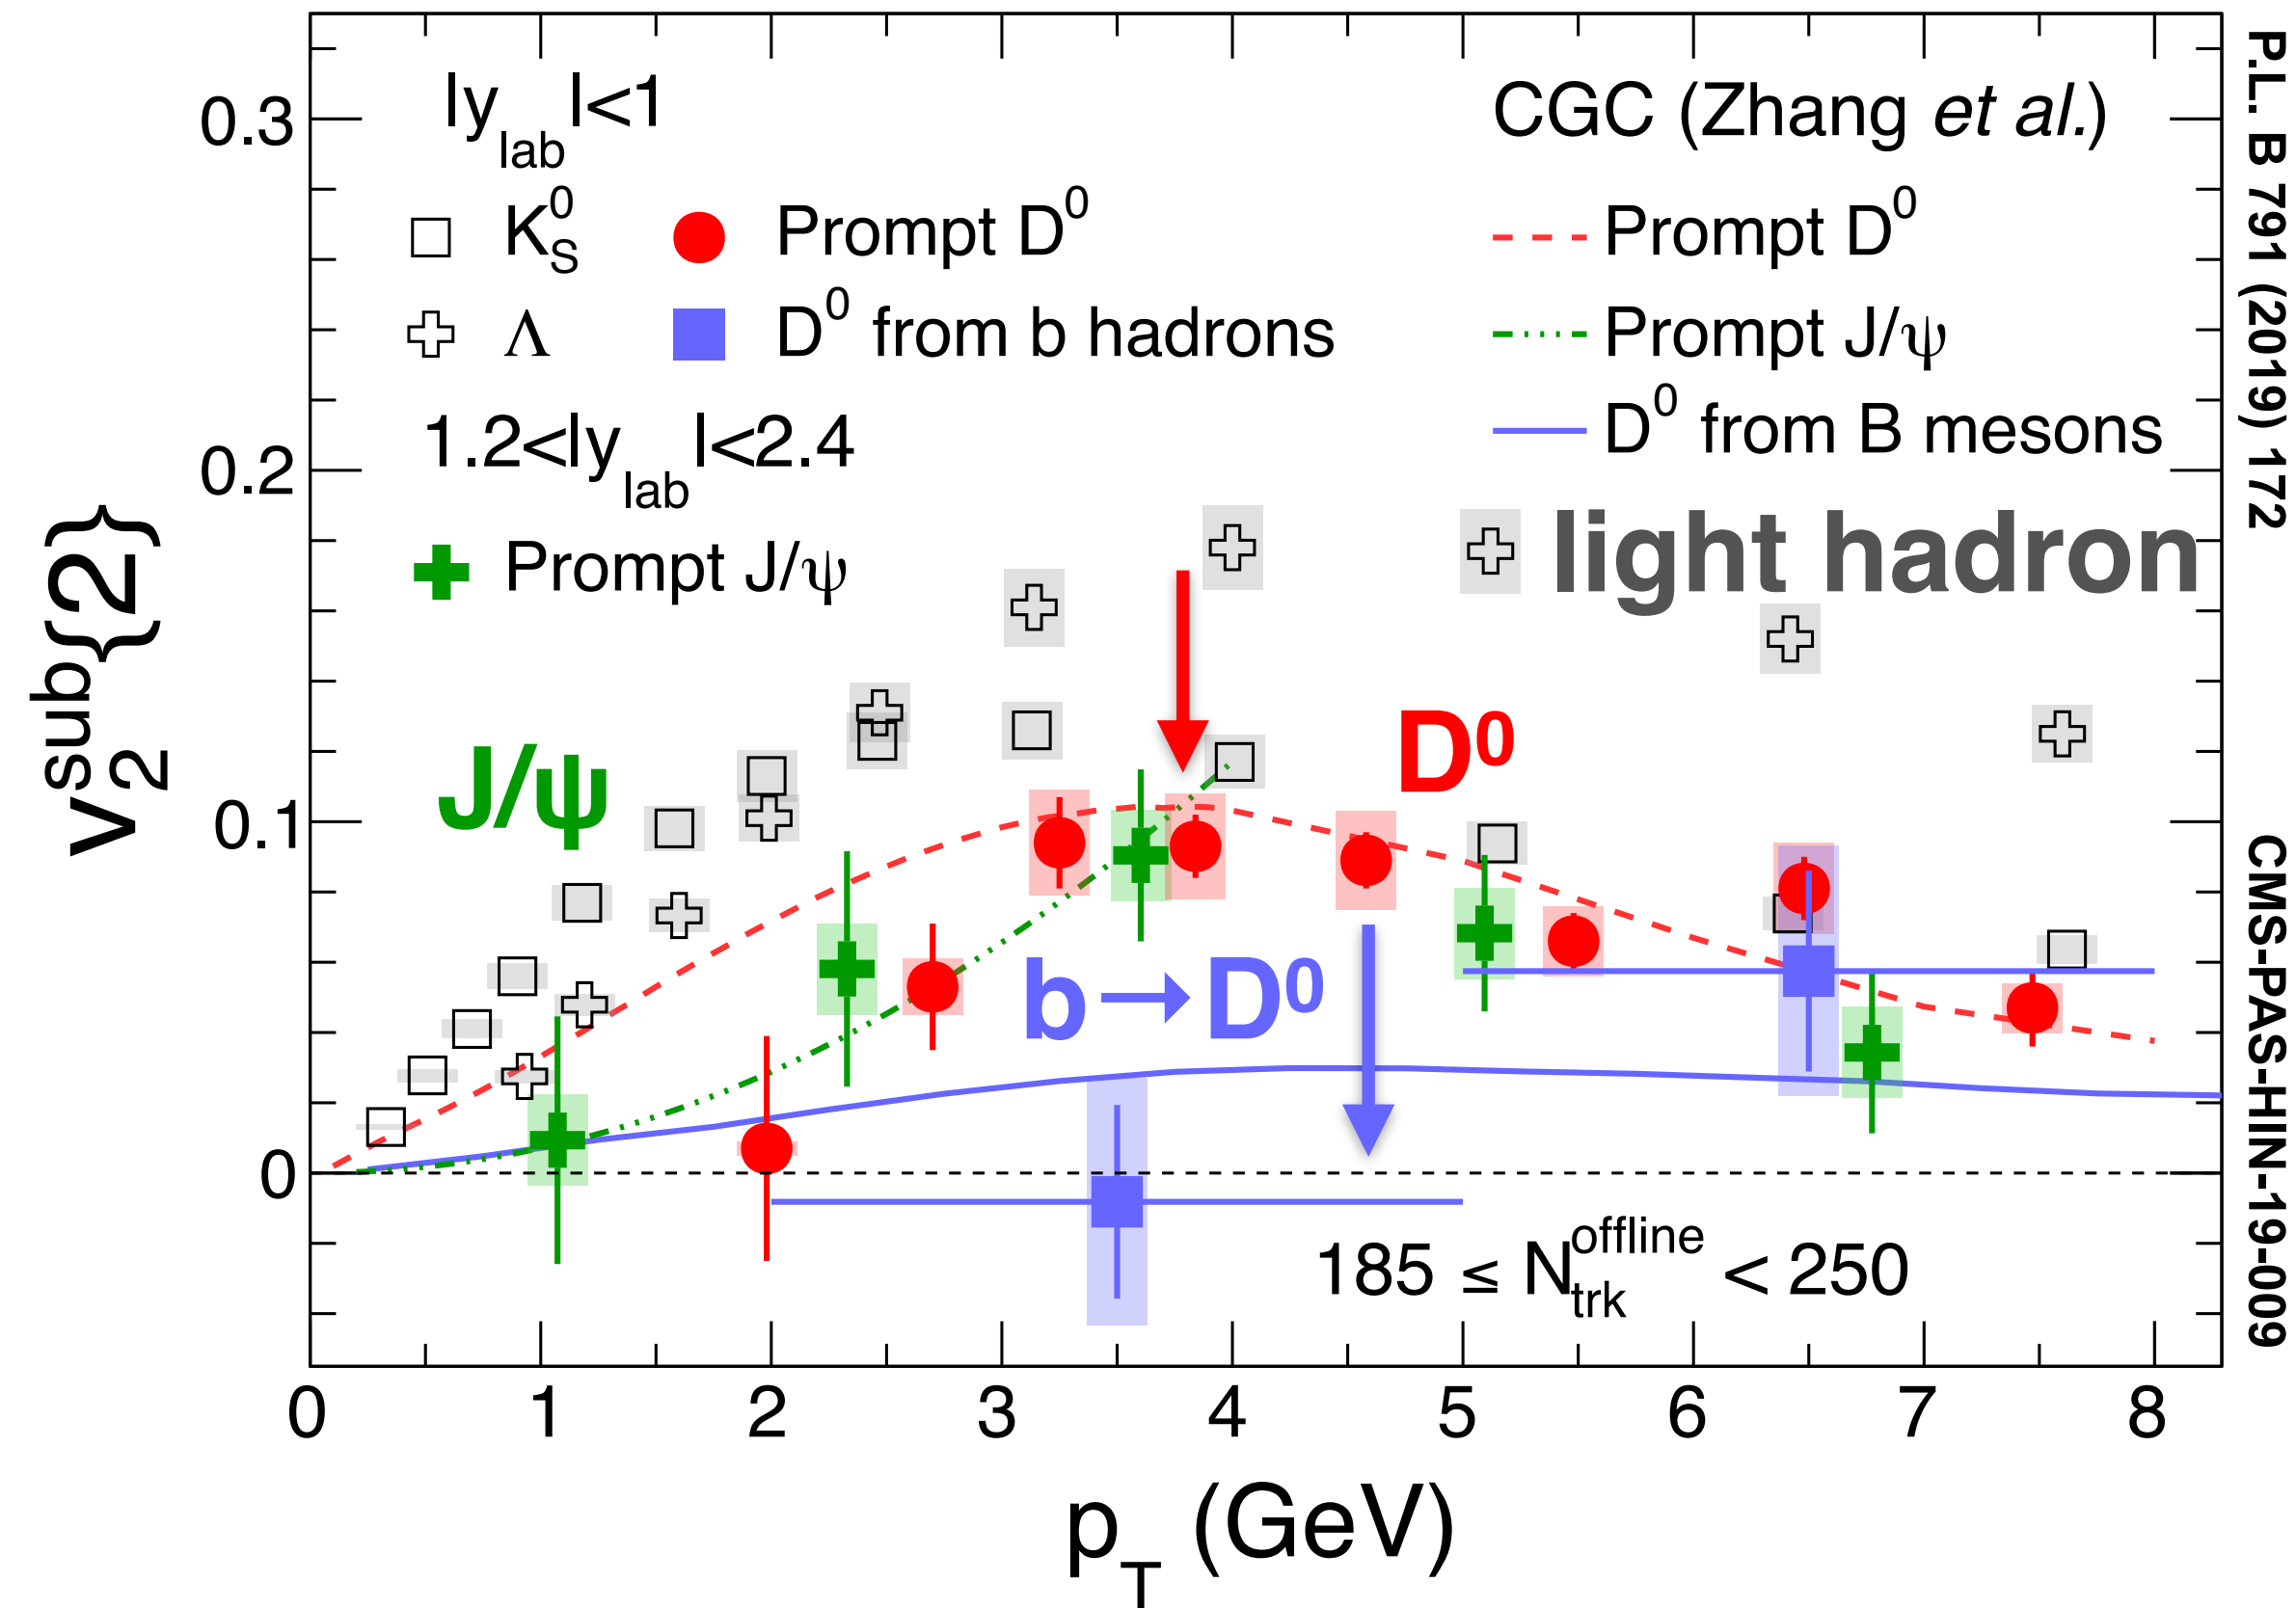 |y_lab|<1
CGC (Zhang et al.)
K⁰_S
Prompt D⁰
Prompt D⁰
Λ
D⁰ from b hadrons
Prompt J/ψ
1.2<|y_lab|<2.4
D⁰ from B mesons
Prompt J/ψ
light hadron
J/ψ
D⁰
b→D⁰
185 ≤ N_trk^offline < 250
v₂^sub{2}
0.3
0.2
0.1
0
0 1 2 3 4 5 6 7 8
p_T (GeV)
P.L. B 791 (2019) 172
CMS-PAS-HIN-19-009